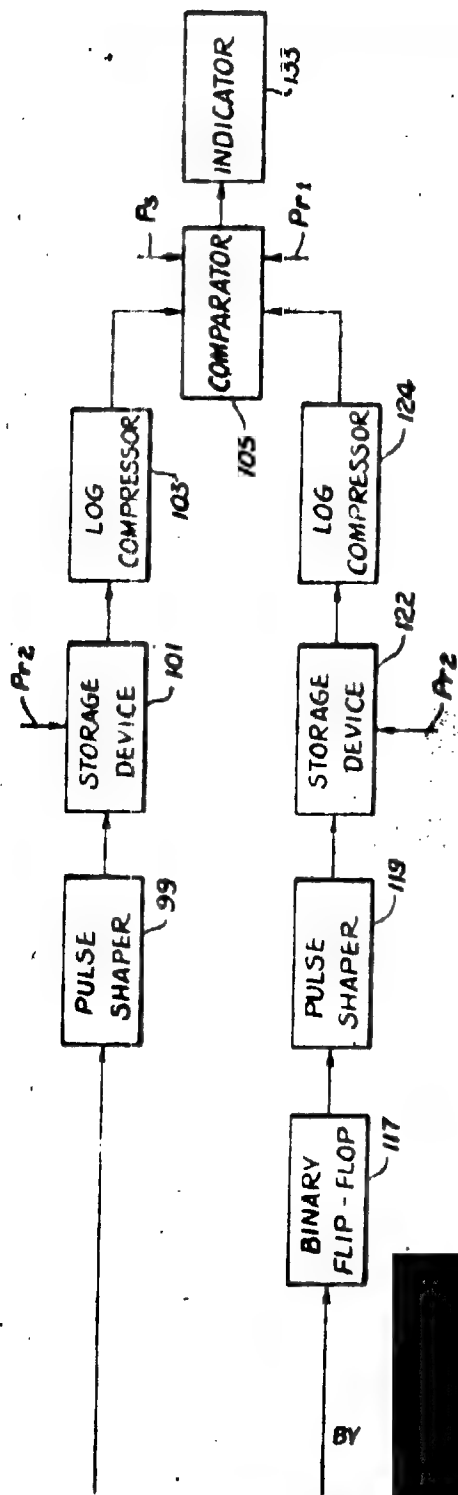 PULSE
SHAPER
99
STORAGE
DEVICE
101
Pr2
LOG
COMPRESSOR
103
COMPARATOR
105
Ps
Pr1
INDICATOR
133
BY
BINARY
FLIP-FLOP
117
PULSE
SHAPER
119
STORAGE
DEVICE
122
Pr2
LOG
COMPRESSOR
124